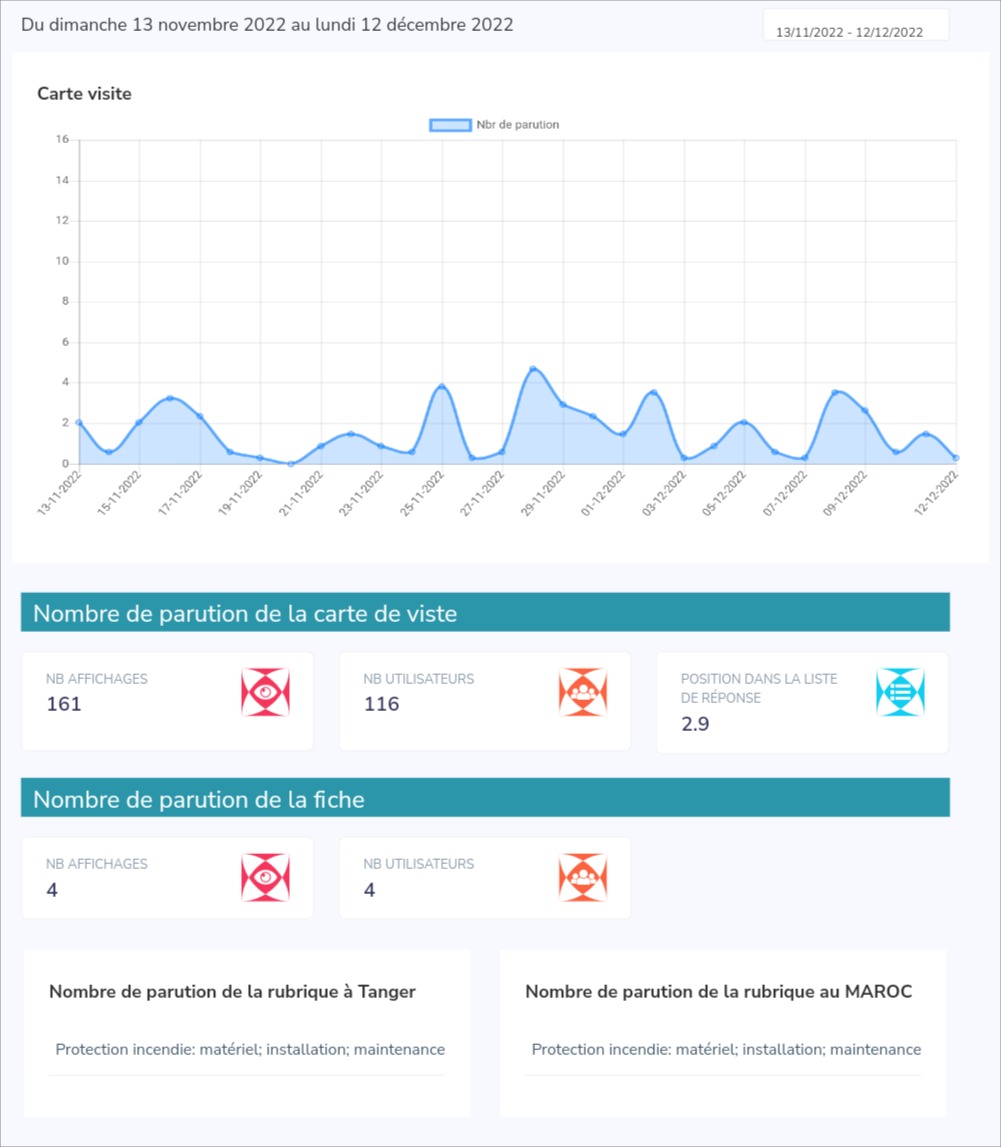 Du dimanche 13 novembre 2022 au lundi 12 décembre 2022
13/11/2022 - 12/12/2022
Carte visite
Nbr de parution
16
14
12
10
8
6
4
2
0
13-11-2022
15-11-2022
17-11-2022
19-11-2022
21-11-2022
23-11-2022
25-11-2022
27-11-2022
29-11-2022
01-12-2022
03-12-2022
05-12-2022
07-12-2022
09-12-2022
12-12-2022
Nombre de parution de la carte de viste
NB AFFICHAGES
161
NB UTILISATEURS
116
POSITION DANS LA LISTE
DE RÉPONSE
2.9
Nombre de parution de la fiche
NB AFFICHAGES
4
NB UTILISATEURS
4
Nombre de parution de la rubrique à Tanger
Protection incendie: matériel; installation; maintenance
Nombre de parution de la rubrique au MAROC
Protection incendie: matériel; installation; maintenance